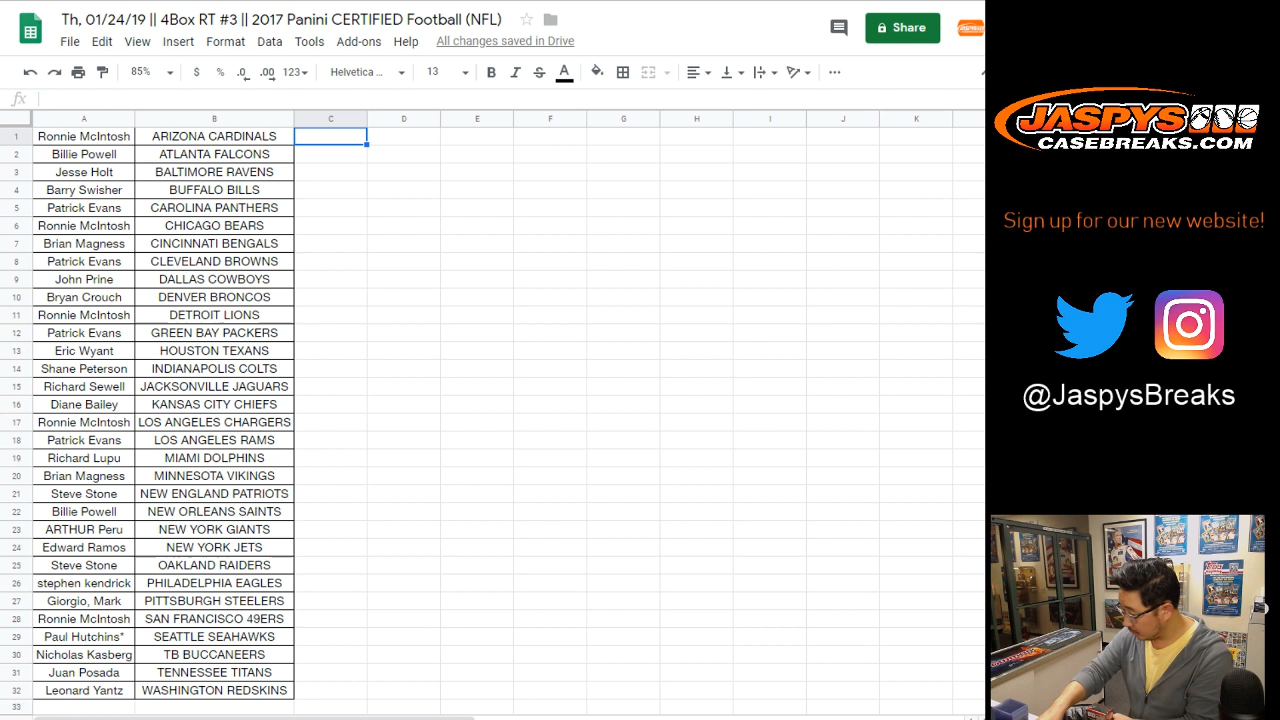 Th, 01/24/19 || 4Box RT #3 || 2017 Panini CERTIFIED Football (NFL)
File Edit View Insert Format Data Tools Add-ons Help All changes saved in Drive
Share
85% $ % .0 .00 123 Helvetica ... 13 B I S A
fx
A B C D E F G H I J K
1 Ronnie McIntosh ARIZONA CARDINALS
2 Billie Powell ATLANTA FALCONS
3 Jesse Holt BALTIMORE RAVENS
4 Barry Swisher BUFFALO BILLS
5 Patrick Evans CAROLINA PANTHERS
6 Ronnie McIntosh CHICAGO BEARS
7 Brian Magness CINCINNATI BENGALS
8 Patrick Evans CLEVELAND BROWNS
9 John Prine DALLAS COWBOYS
10 Bryan Crouch DENVER BRONCOS
11 Ronnie McIntosh DETROIT LIONS
12 Patrick Evans GREEN BAY PACKERS
13 Eric Wyant HOUSTON TEXANS
14 Shane Peterson INDIANAPOLIS COLTS
15 Richard Sewell JACKSONVILLE JAGUARS
16 Diane Bailey KANSAS CITY CHIEFS
17 Ronnie McIntosh LOS ANGELES CHARGERS
18 Patrick Evans LOS ANGELES RAMS
19 Richard Lupu MIAMI DOLPHINS
20 Brian Magness MINNESOTA VIKINGS
21 Steve Stone NEW ENGLAND PATRIOTS
22 Billie Powell NEW ORLEANS SAINTS
23 ARTHUR Peru NEW YORK GIANTS
24 Edward Ramos NEW YORK JETS
25 Steve Stone OAKLAND RAIDERS
26 stephen kendrick PHILADELPHIA EAGLES
27 Giorgio, Mark PITTSBURGH STEELERS
28 Ronnie McIntosh SAN FRANCISCO 49ERS
29 Paul Hutchins* SEATTLE SEAHAWKS
30 Nicholas Kasberg TB BUCCANEERS
31 Juan Posada TENNESSEE TITANS
32 Leonard Yantz WASHINGTON REDSKINS
33
JASPYS
CASEBREAKS.COM
Sign up for our new website!
@JaspysBreaks